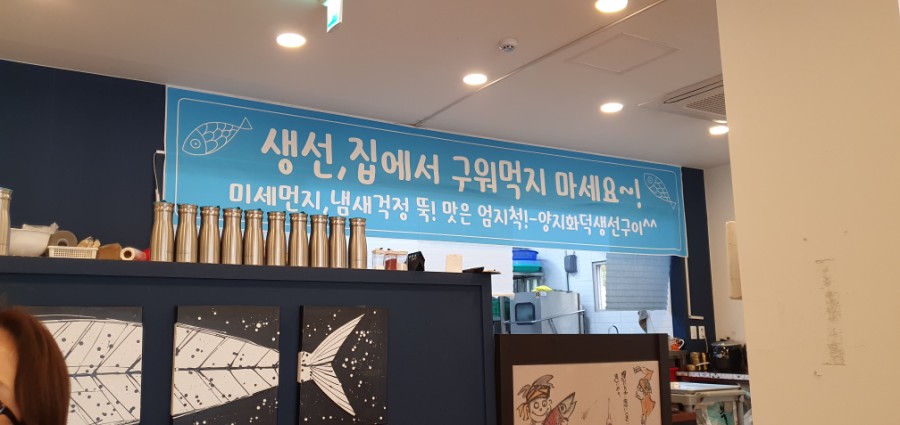 생선,집에서 구워먹지 마세요~!
미세먼지,냄새걱정 뚝! 맛은 엄지척!-양지화덕생선구이^^